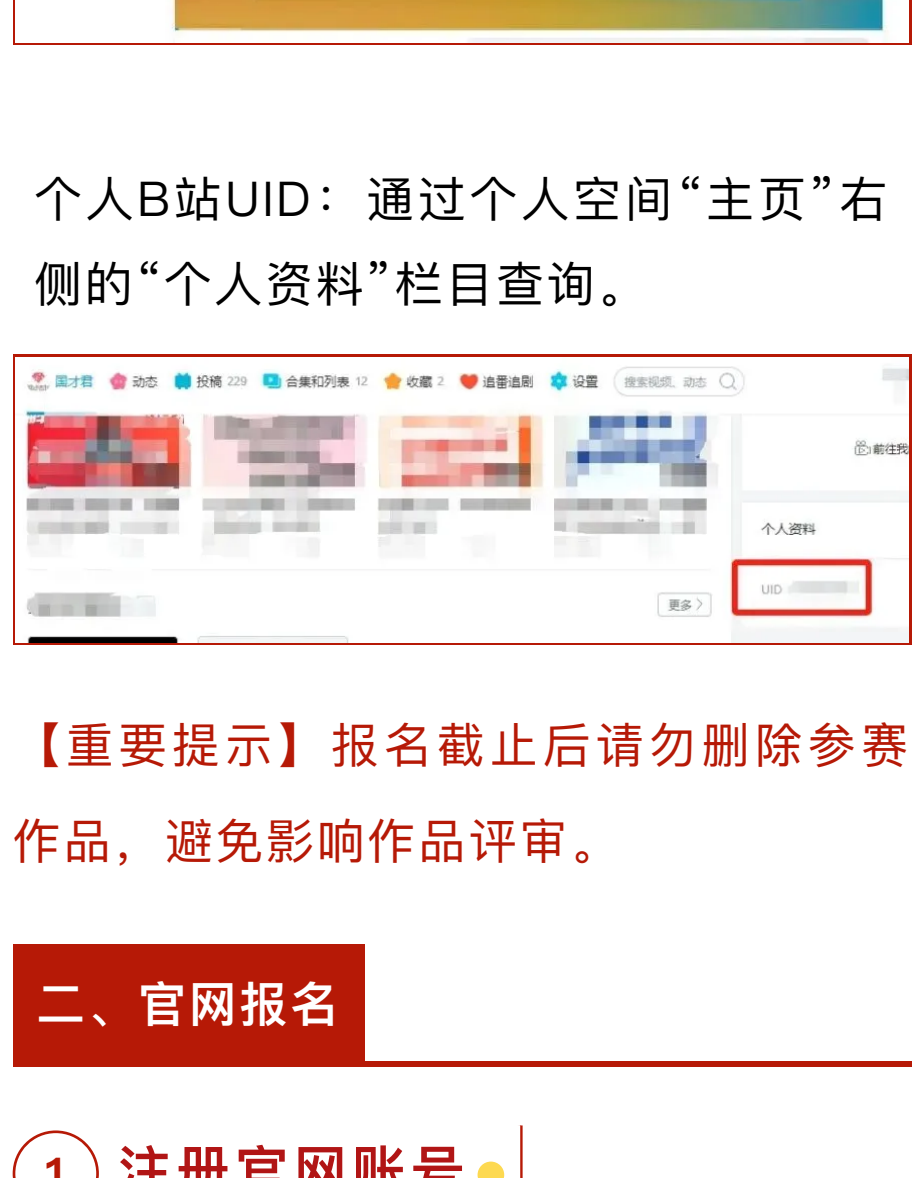 个人B站UID：通过个人空间“主页”右
侧的“个人资料”栏目查询。
国才君 动态 投稿 229 合集和列表 12 收藏 2 追番追剧 设置 搜索视频、动态
前往我
个人资料
UID
更多
【重要提示】报名截止后请勿删除参赛
作品，避免影响作品评审。
二、官网报名
1 注册官网账号